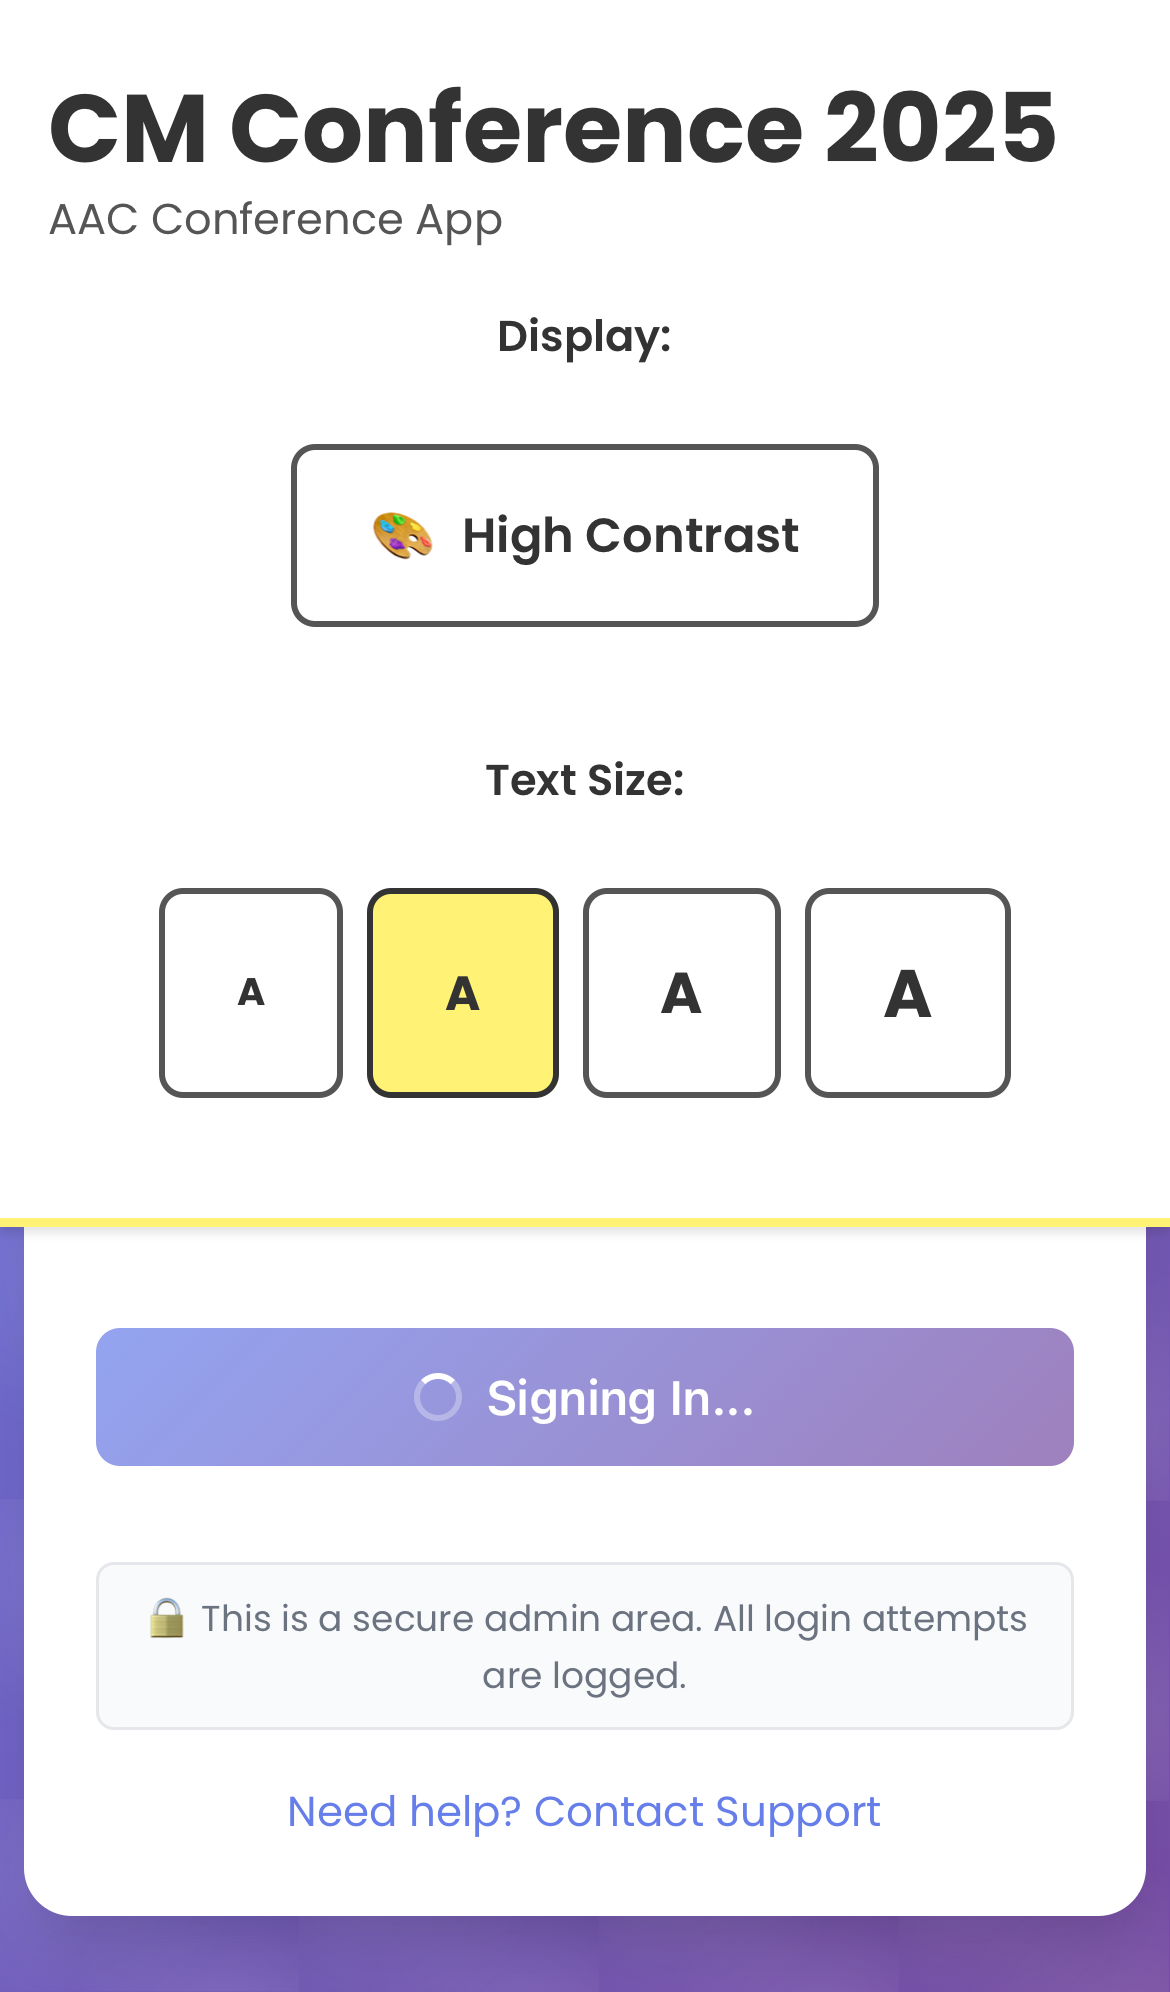 CM Conference 2025
AAC Conference App
Display:
High Contrast
Text Size:
A A A A
Signing In...
This is a secure admin area. All login attempts
are logged.
Need help? Contact Support